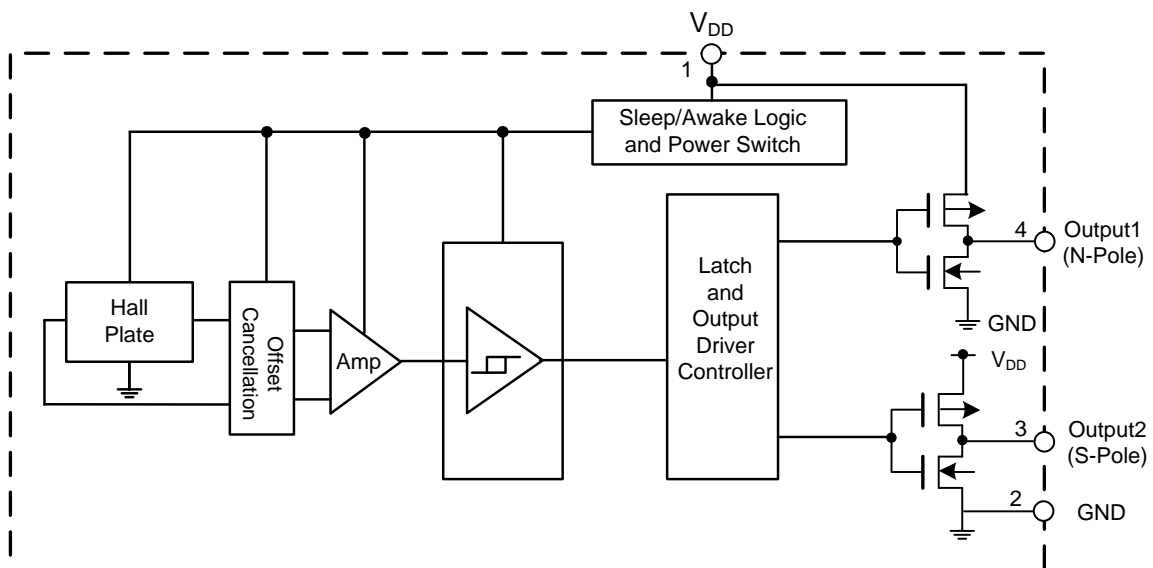 VDD
1
Sleep/Awake Logic
and Power Switch
Hall
Plate
Offset
Cancellation
Amp
Latch
and
Output
Driver
Controller
4
Output1
(N-Pole)
GND
VDD
3
Output2
(S-Pole)
2
GND